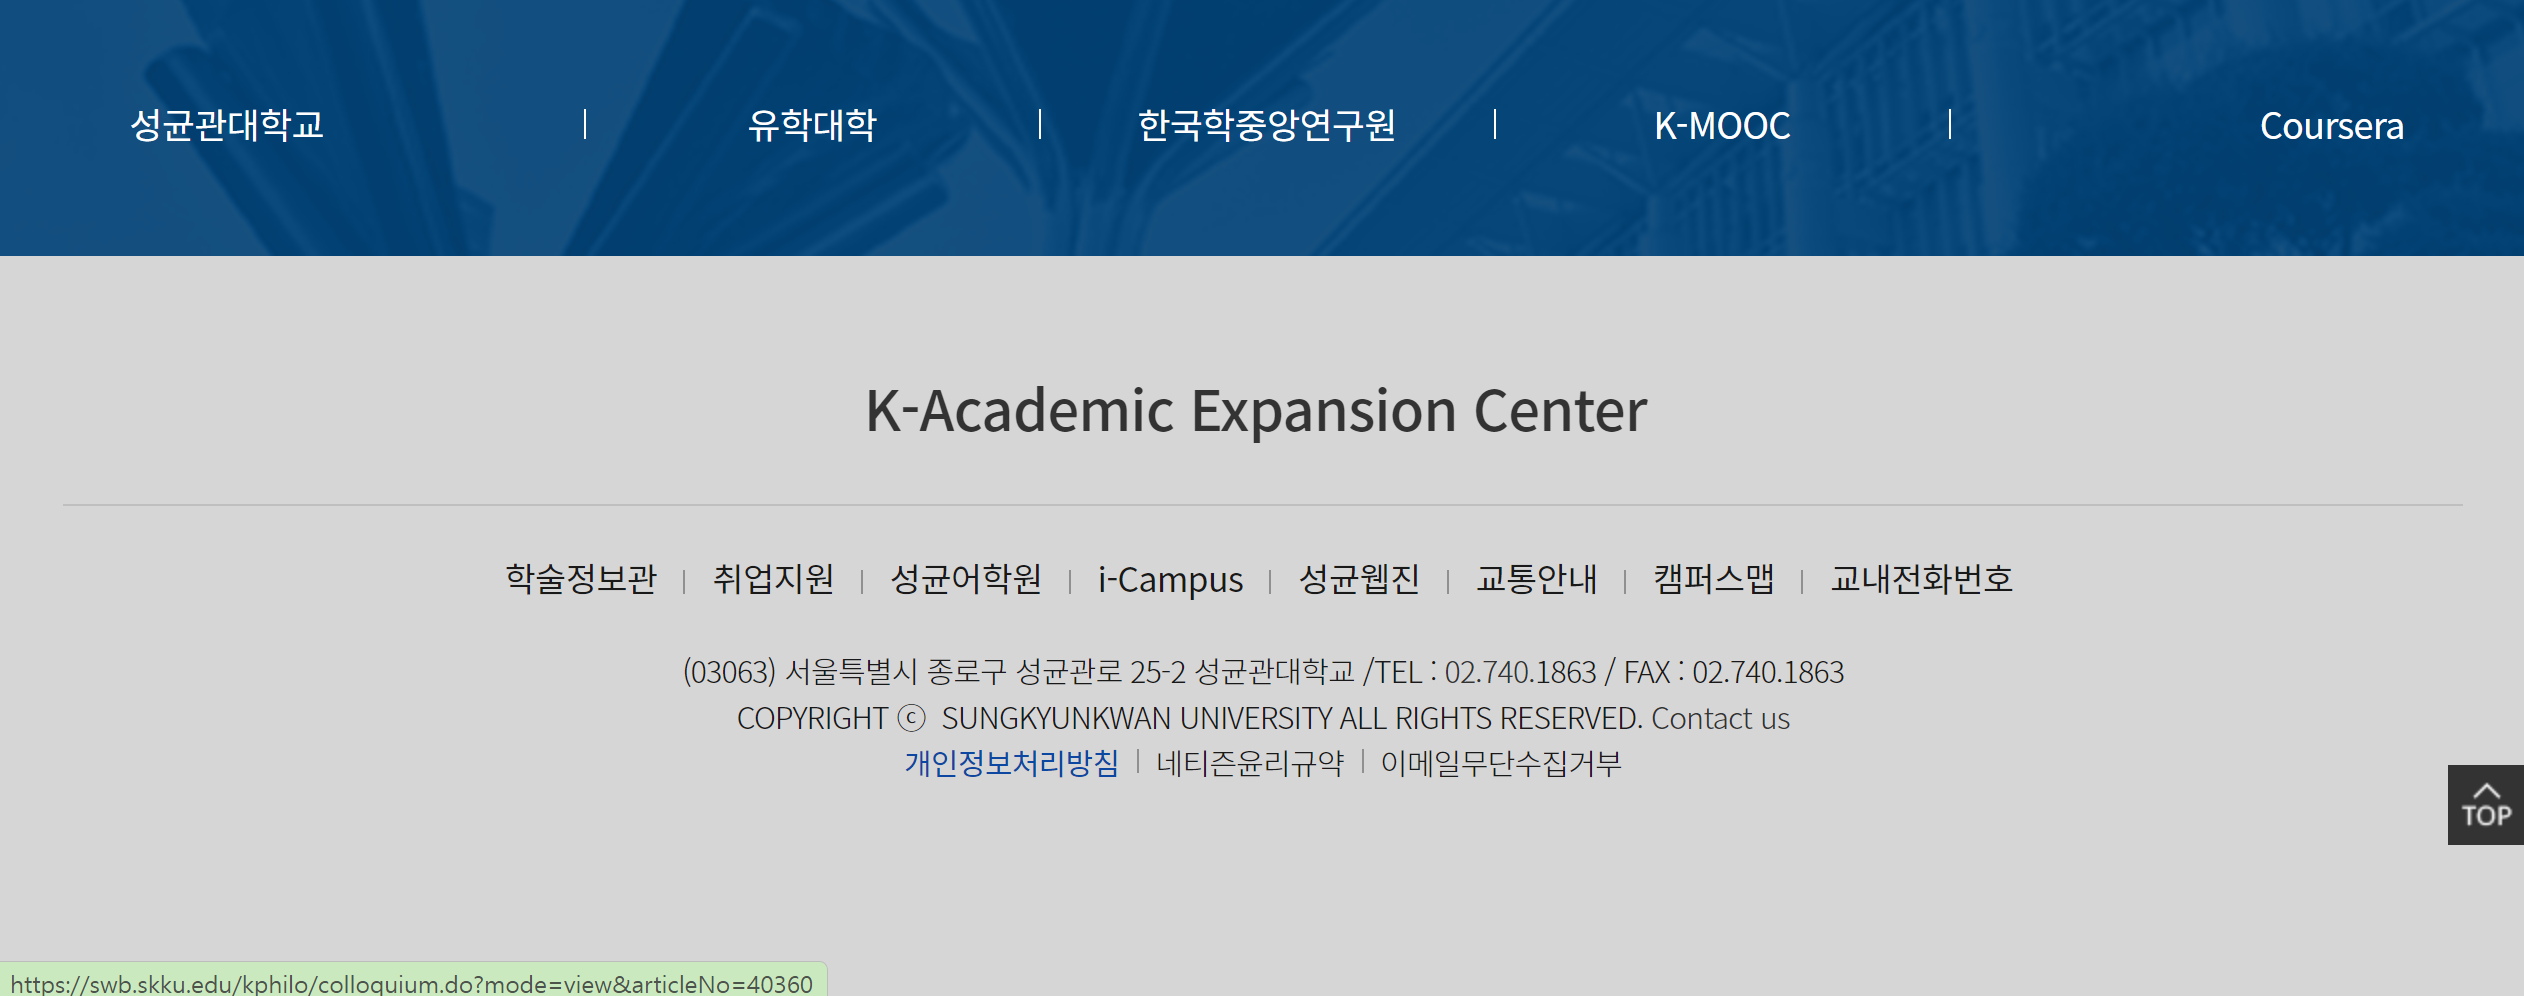 성균관대학교 | 유학대학 | 한국학중앙연구원 | K-MOOC | Coursera
K-Academic Expansion Center
학술정보관 | 취업지원 | 성균어학원 | i-Campus | 성균웹진 | 교통안내 | 캠퍼스맵 | 교내전화번호
(03063) 서울특별시 종로구 성균관로 25-2 성균관대학교 /TEL : 02.740.1863 / FAX : 02.740.1863
COPYRIGHT ⓒ SUNGKYUNKWAN UNIVERSITY ALL RIGHTS RESERVED. Contact us
개인정보처리방침 | 네티즌윤리규약 | 이메일무단수집거부
TOP
https://swb.skku.edu/kphilo/colloquium.do?mode=view&articleNo=40360